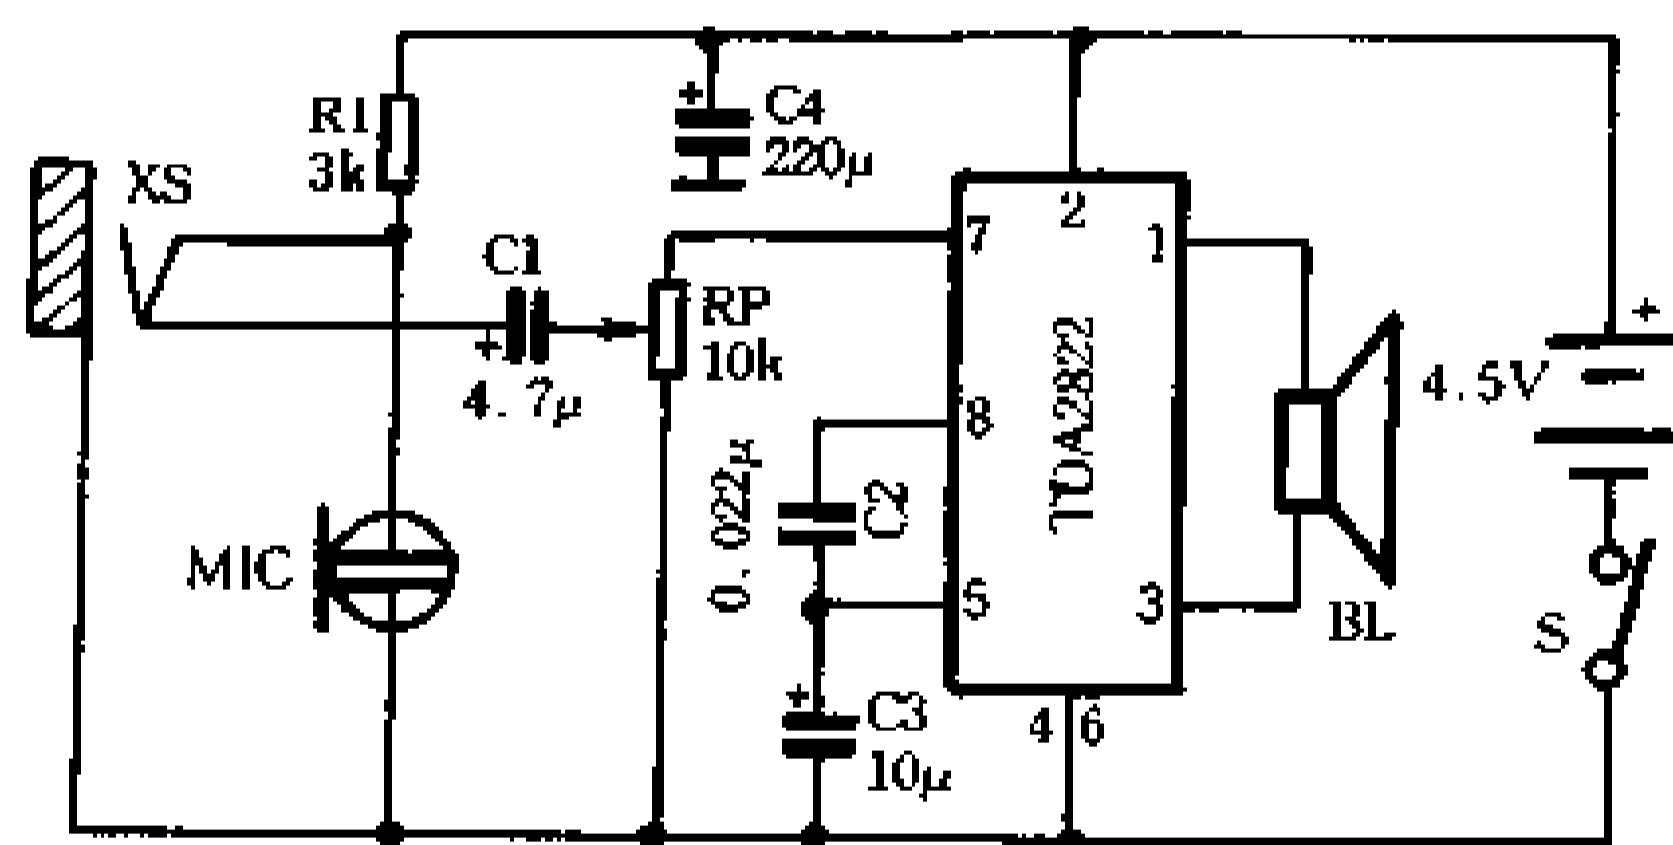 R1
3k
XS
C4
220μ
C1
+
4.7μ
RP
10k
+
7
2
1
8
5
3
4 6
TDA2822
0.022μ
C2
+
C3
10μ
MIC
BL
4.5V
+
S